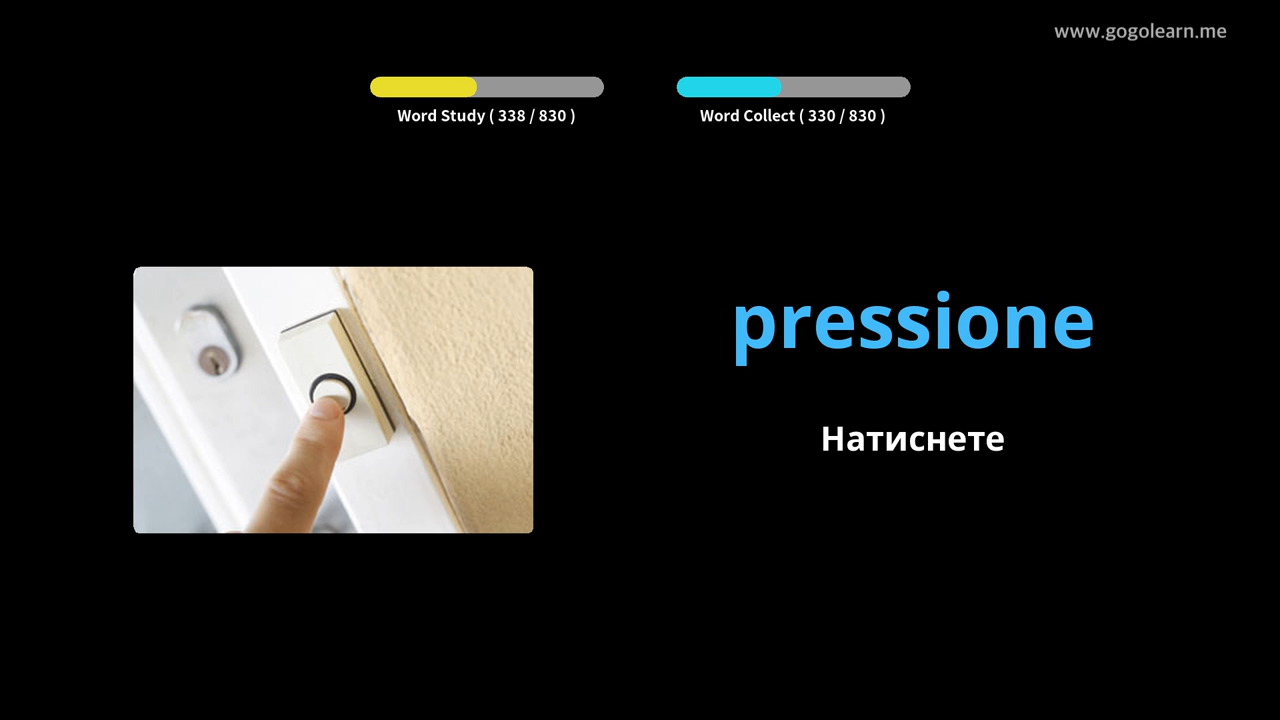 www.gogolearn.me
Word Study ( 338 / 830 )
Word Collect ( 330 / 830 )
pressione
Натиснете